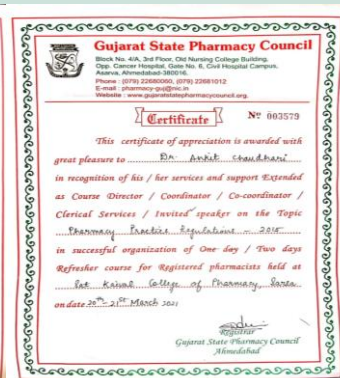 Gujarat State Pharmacy Council
Block No. 4/A, 3rd Floor, Old Nursing College Building,
Opp. Cancer Hospital, Gate No. 6, Civil Hospital Campus,
Asarva, Ahmedabad-380016.
Phone : (079) 22680060, (079) 22681012
E-mail : pharmacy-guj@nic.in
Website : www.gujaratstatepharmacycouncil.org.
Certificate
Nº 003579
This certificate of appreciation is awarded with
great pleasure to Dr. Ankit Chaudhari
in recognition of his / her services and support Extended
as Course Director / Coordinator / Co-coordinator /
Clerical Services / Invited speaker on the Topic
Pharmacy Practice Regulations - 2015
in successful organization of One day / Two days
Refresher course for Registered pharmacists held at
College of Pharmacy,
on date 20th - 21st March 2021
Registrar
Gujarat State Pharmacy Council
Ahmedabad